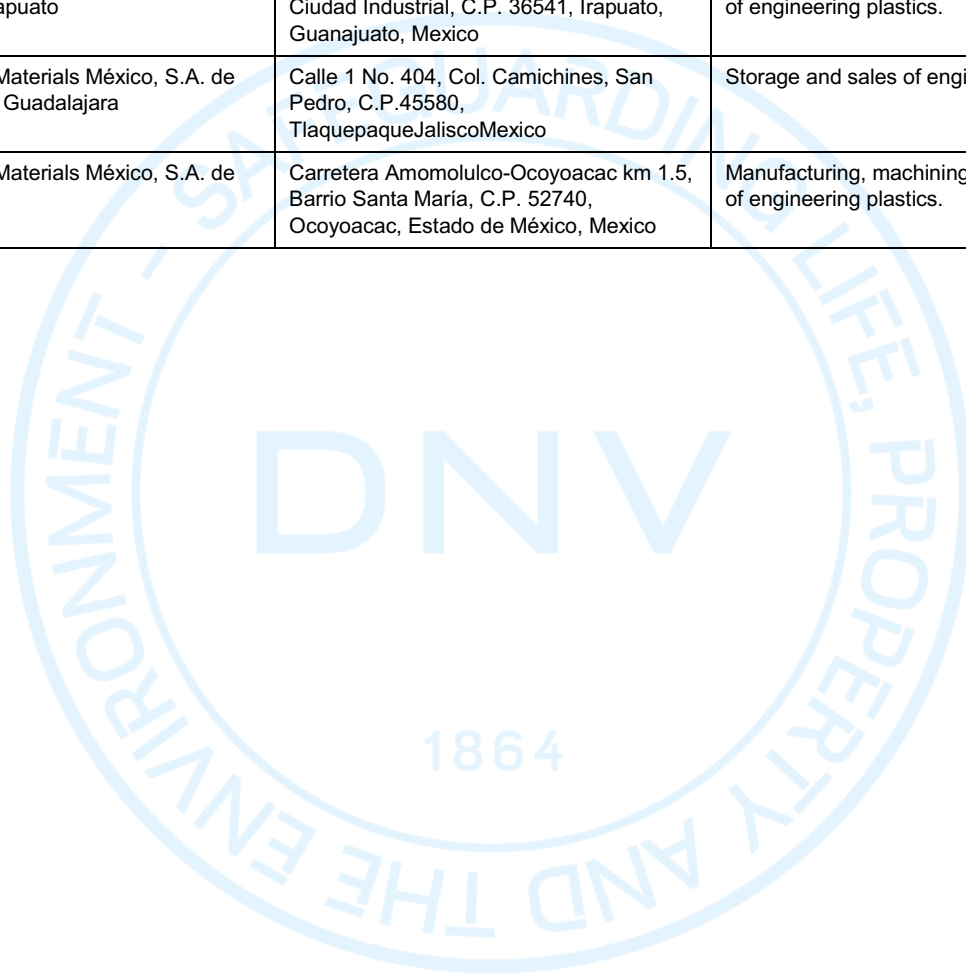 apuato
Ciudad Industrial, C.P. 36541, Irapuato,
Guanajuato, Mexico
of engineering plastics.
Materials México, S.A. de
Guadalajara
Calle 1 No. 404, Col. Camichines, San
Pedro, C.P.45580,
TlaquepaqueJaliscoMexico
Storage and sales of engi
Materials México, S.A. de
Carretera Amomolulco-Ocoyoacac km 1.5,
Barrio Santa María, C.P. 52740,
Ocoyoacac, Estado de México, Mexico
Manufacturing, machining
of engineering plastics.
SAFEGUARDING LIFE, PROPERTY AND THE ENVIRONMENT –
DNV
1864